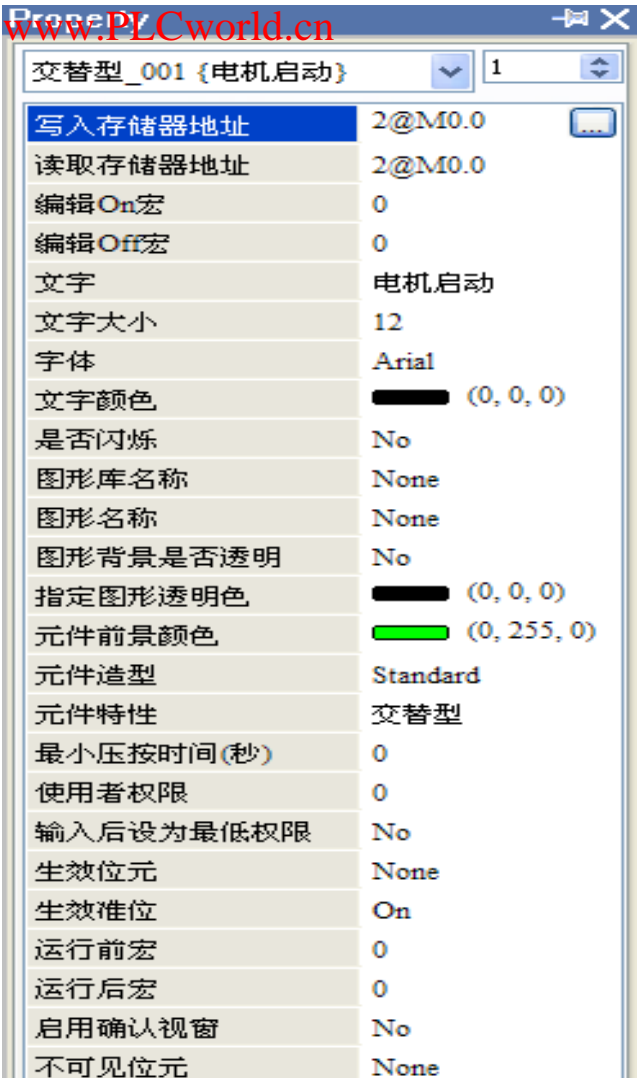 Property
www.PLCworld.cn
交替型_001 {电机启动} 1
写入存储器地址 2@M0.0 ...
读取存储器地址 2@M0.0
编辑On宏 0
编辑Off宏 0
文字 电机启动
文字大小 12
字体 Arial
文字颜色 (0, 0, 0)
是否闪烁 No
图形库名称 None
图形名称 None
图形背景是否透明 No
指定图形透明色 (0, 0, 0)
元件前景颜色 (0, 255, 0)
元件造型 Standard
元件特性 交替型
最小压按时间(秒) 0
使用者权限 0
输入后设为最低权限 No
生效位元 None
生效准位 On
运行前宏 0
运行后宏 0
启用确认视窗 No
不可见位元 None